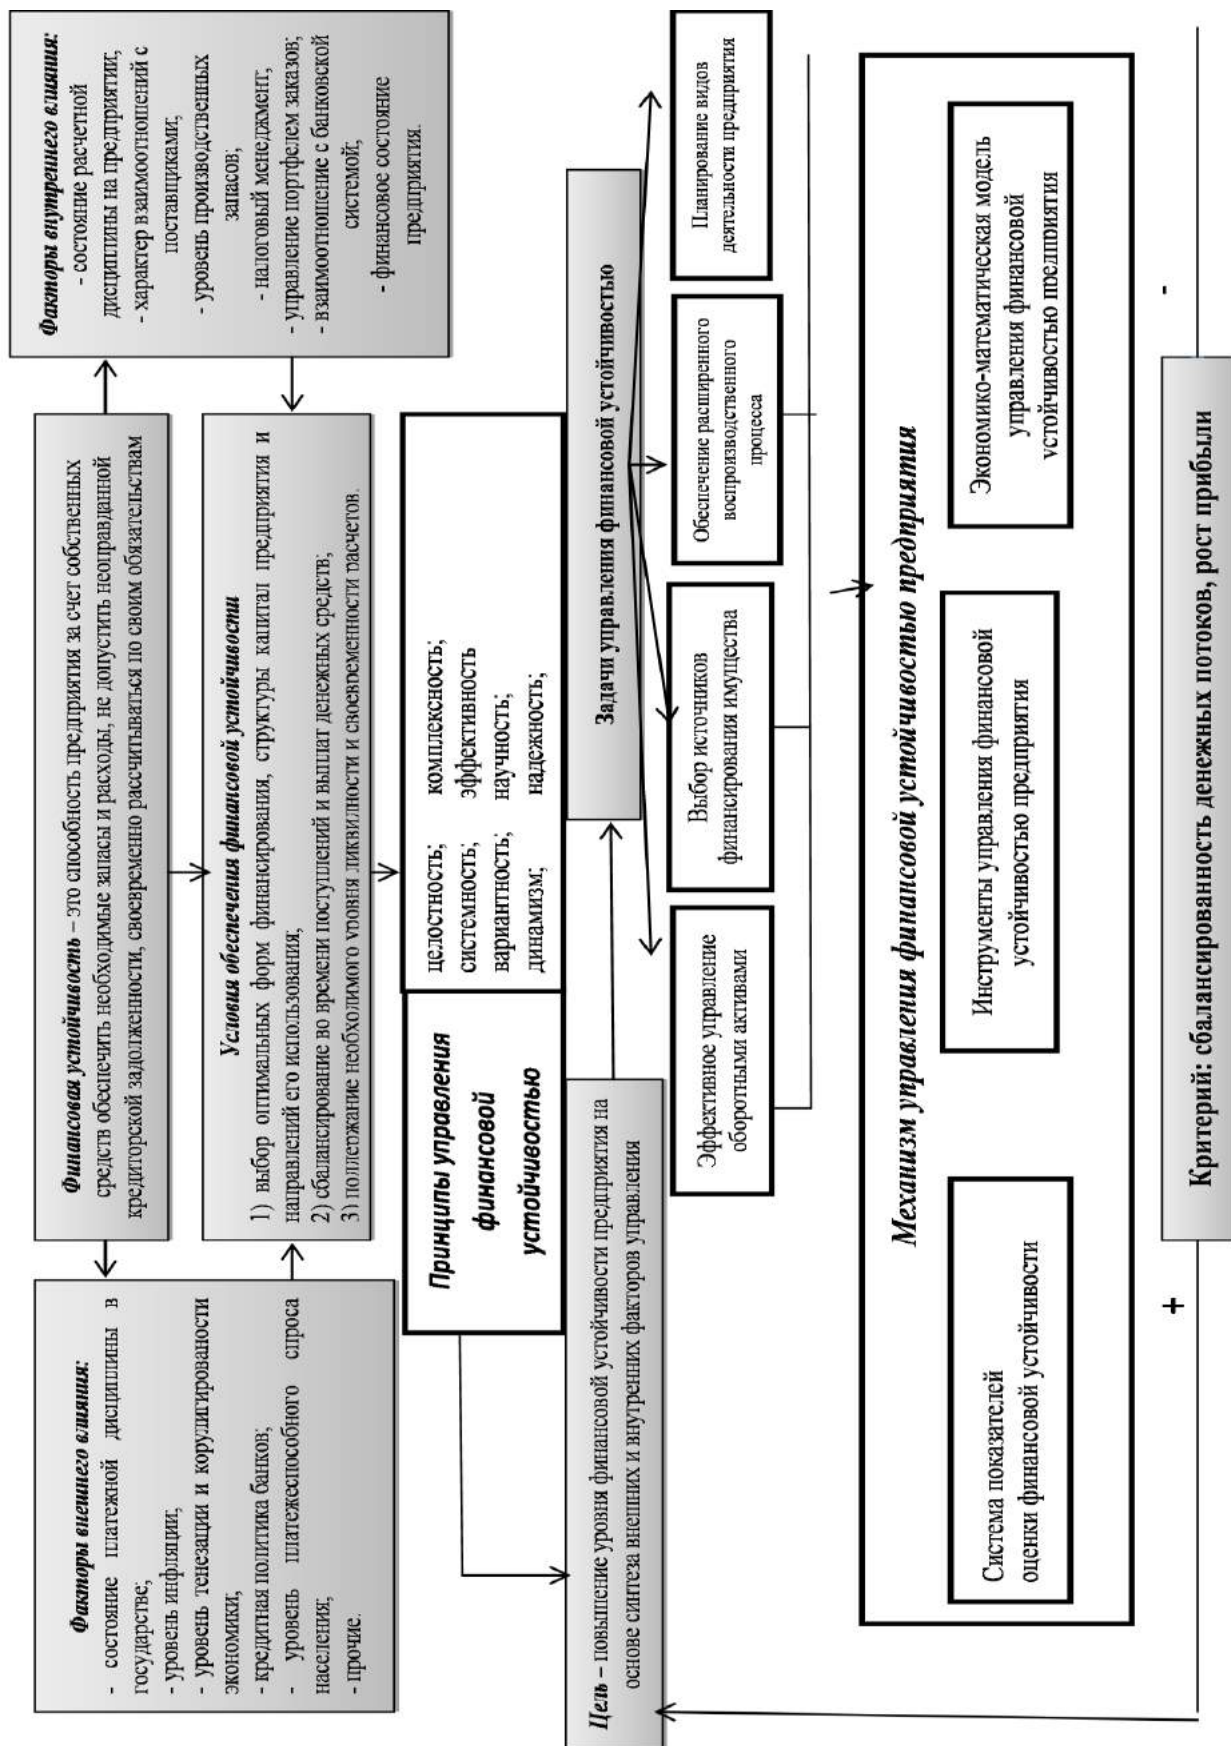 Факторы внешнего влияния:
- состояние платежной дисциплины в
государстве;
- уровень инфляции;
- уровень тенезации и корулигированости
экономики;
- кредитная политика банков;
- уровень платежеспособного спроса
населения;
- прочие.
Финансовая устойчивость – это способность предприятия за счет собственных
средств обеспечить необходимые запасы и расходы, не допустить неоправданной
кредиторской задолженности, своевременно рассчитываться по своим обязательствам
Факторы внутреннего влияния:
- состояние расчетной
дисциплины на предприятии;
- характер взаимоотношений с
поставщиками;
- уровень производственных
запасов;
- налоговый менеджмент;
- управление портфелем заказов;
- взаимоотношение с банковской
системой;
- финансовое состояние
предприятия.
Условия обеспечения финансовой устойчивости
1) выбор оптимальных форм финансирования, структуры капитал предприятия и
направлений его использования;
2) сбалансирование во времени поступлений и выплат денежных средств;
3) поддержание необходимого уровня ликвидности и своевременности расчетов.
Принципы управления
финансовой
устойчивостью
целостность; комплексность;
системность; эффективность
вариантность; научность;
динамизм; надежность;
Цель – повышение уровня финансовой устойчивости предприятия на
основе синтеза внешних и внутренних факторов управления
Задачи управления финансовой устойчивостью
Эффективное управление
оборотными активами
Выбор источников
финансирования имущества
Обеспечение расширенного
воспроизводственного
процесса
Планирование видов
деятельности предприятия
Механизм управления финансовой устойчивостью предприятия
Система показателей
оценки финансовой устойчивости
Инструменты управления финансовой
устойчивостью предприятия
Экономико-математическая модель
управления финансовой
устойчивостью предприятия
+
-
Критерий: сбалансированность денежных потоков, рост прибыли